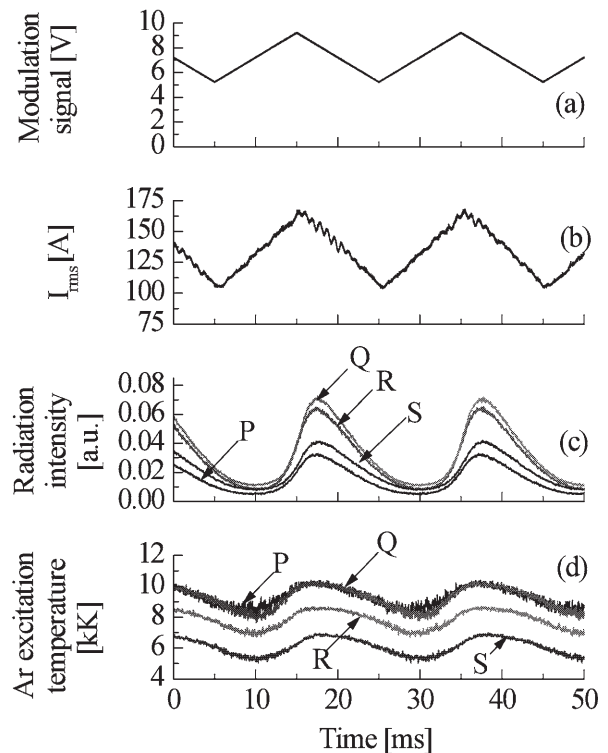 Modulation signal [V]
10
8
6
4
2
0
(a)
I_rms [A]
175
150
125
100
75
(b)
Radiation intensity [a.u.]
0.08
0.06
0.04
0.02
0.00
P
Q
R
S
(c)
Ar excitation temperature [kK]
12
10
8
6
4
P
Q
R
S
(d)
0 10 20 30 40 50
Time [ms]